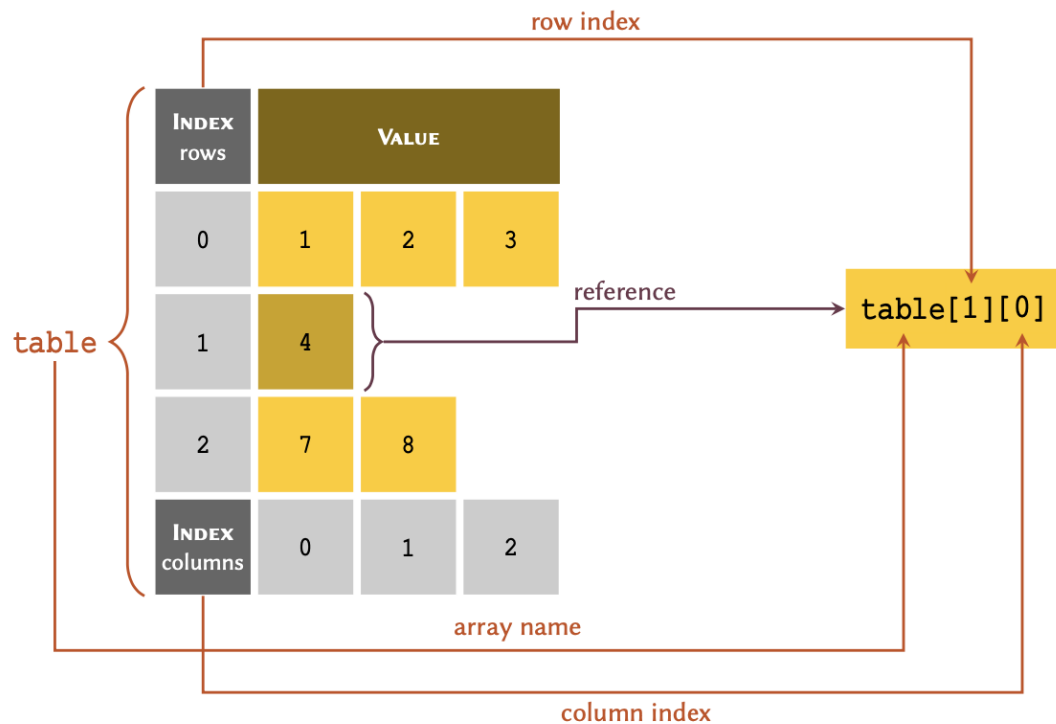 row index
INDEX
rows
VALUE
0 1 2 3
reference
table[1][0]
table
1 4
2 7 8
INDEX
columns
0 1 2
array name
column index